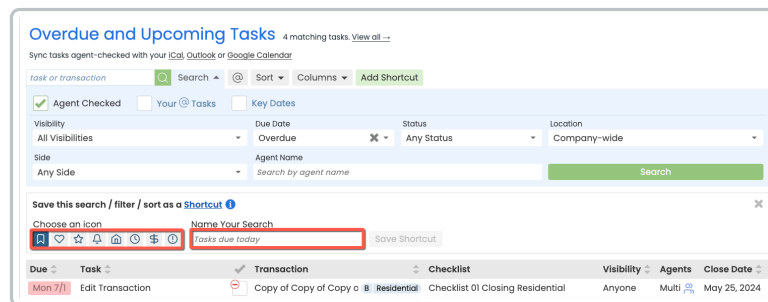 Overdue and Upcoming Tasks 4 matching tasks. View all →
Sync tasks agent-checked with your iCal, Outlook or Google Calendar
task or transaction Search @ Sort Columns Add Shortcut
Agent Checked Your @ Tasks Key Dates
Visibility Due Date Status Location
All Visibilities Overdue Any Status Company-wide
Side Agent Name
Any Side Search by agent name Search
Save this search / filter / sort as a Shortcut
Choose an icon Name Your Search
Tasks due today Save Shortcut
Due Task Transaction Checklist Visibility Agents Close Date
Mon 7/1 Edit Transaction Copy of Copy of Copy o B Residential Checklist 01 Closing Residential Anyone Multi May 25, 2024